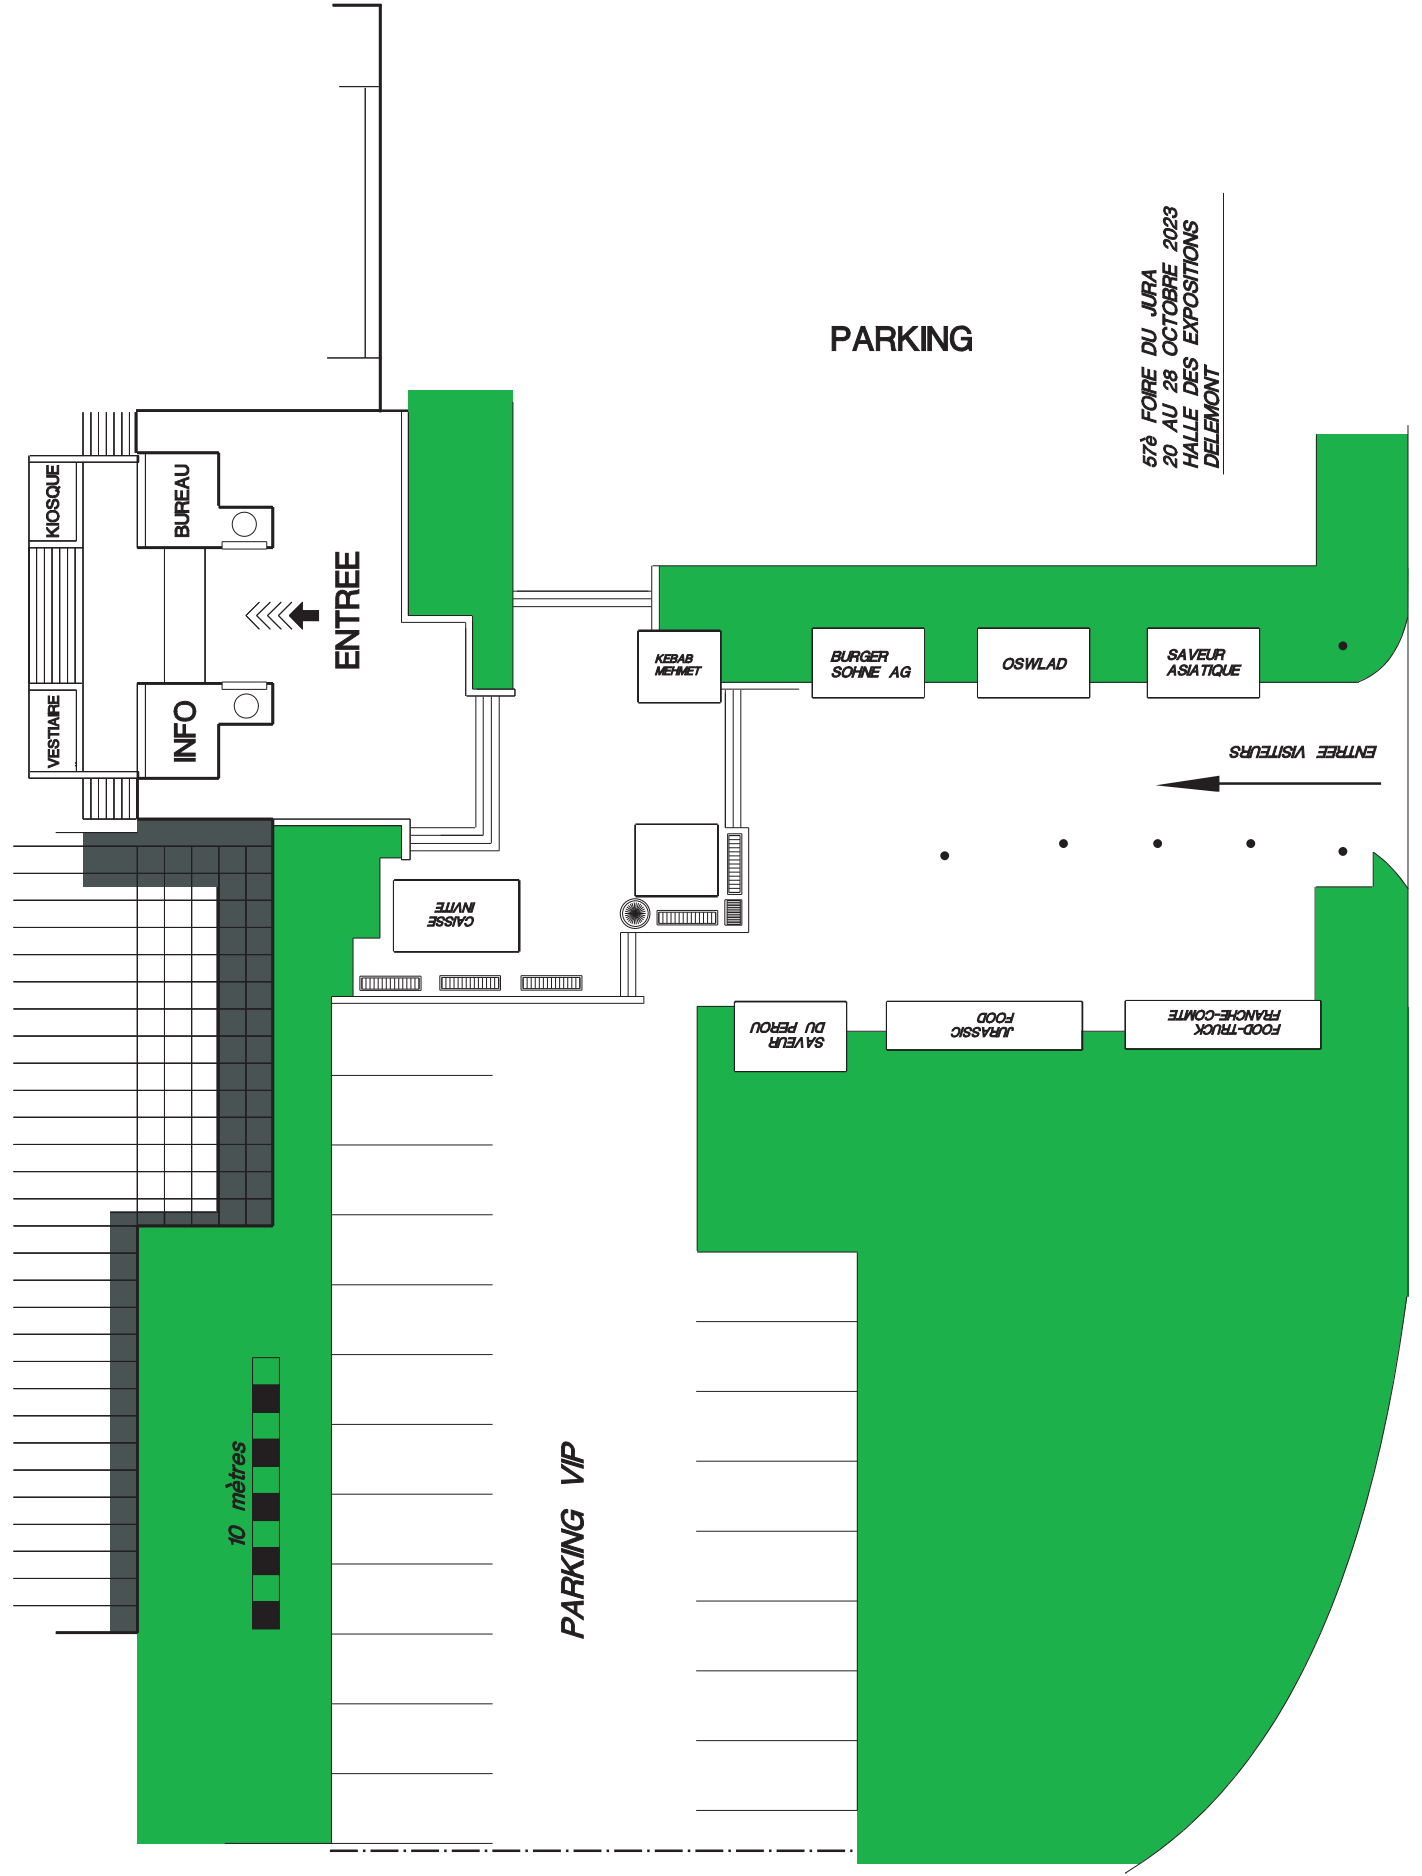 PARKING
57è FOIRE DU JURA
20 AU 28 OCTOBRE 2023
HALLE DES EXPOSITIONS
DELEMONT
KIOSQUE
BUREAU
ENTREE
VESTIAIRE
INFO
KEBAB
MEHMET
BURGER
SOHNE AG
OSWLAD
SAVEUR
ASIATIQUE
ENTREE VISITEURS
CAISSE
INVITE
SAVEUR
DU PEROU
JURASSIC
FOOD
FOOD-TRUCK
FRANCHE-COMTE
10 mètres
PARKING VIP